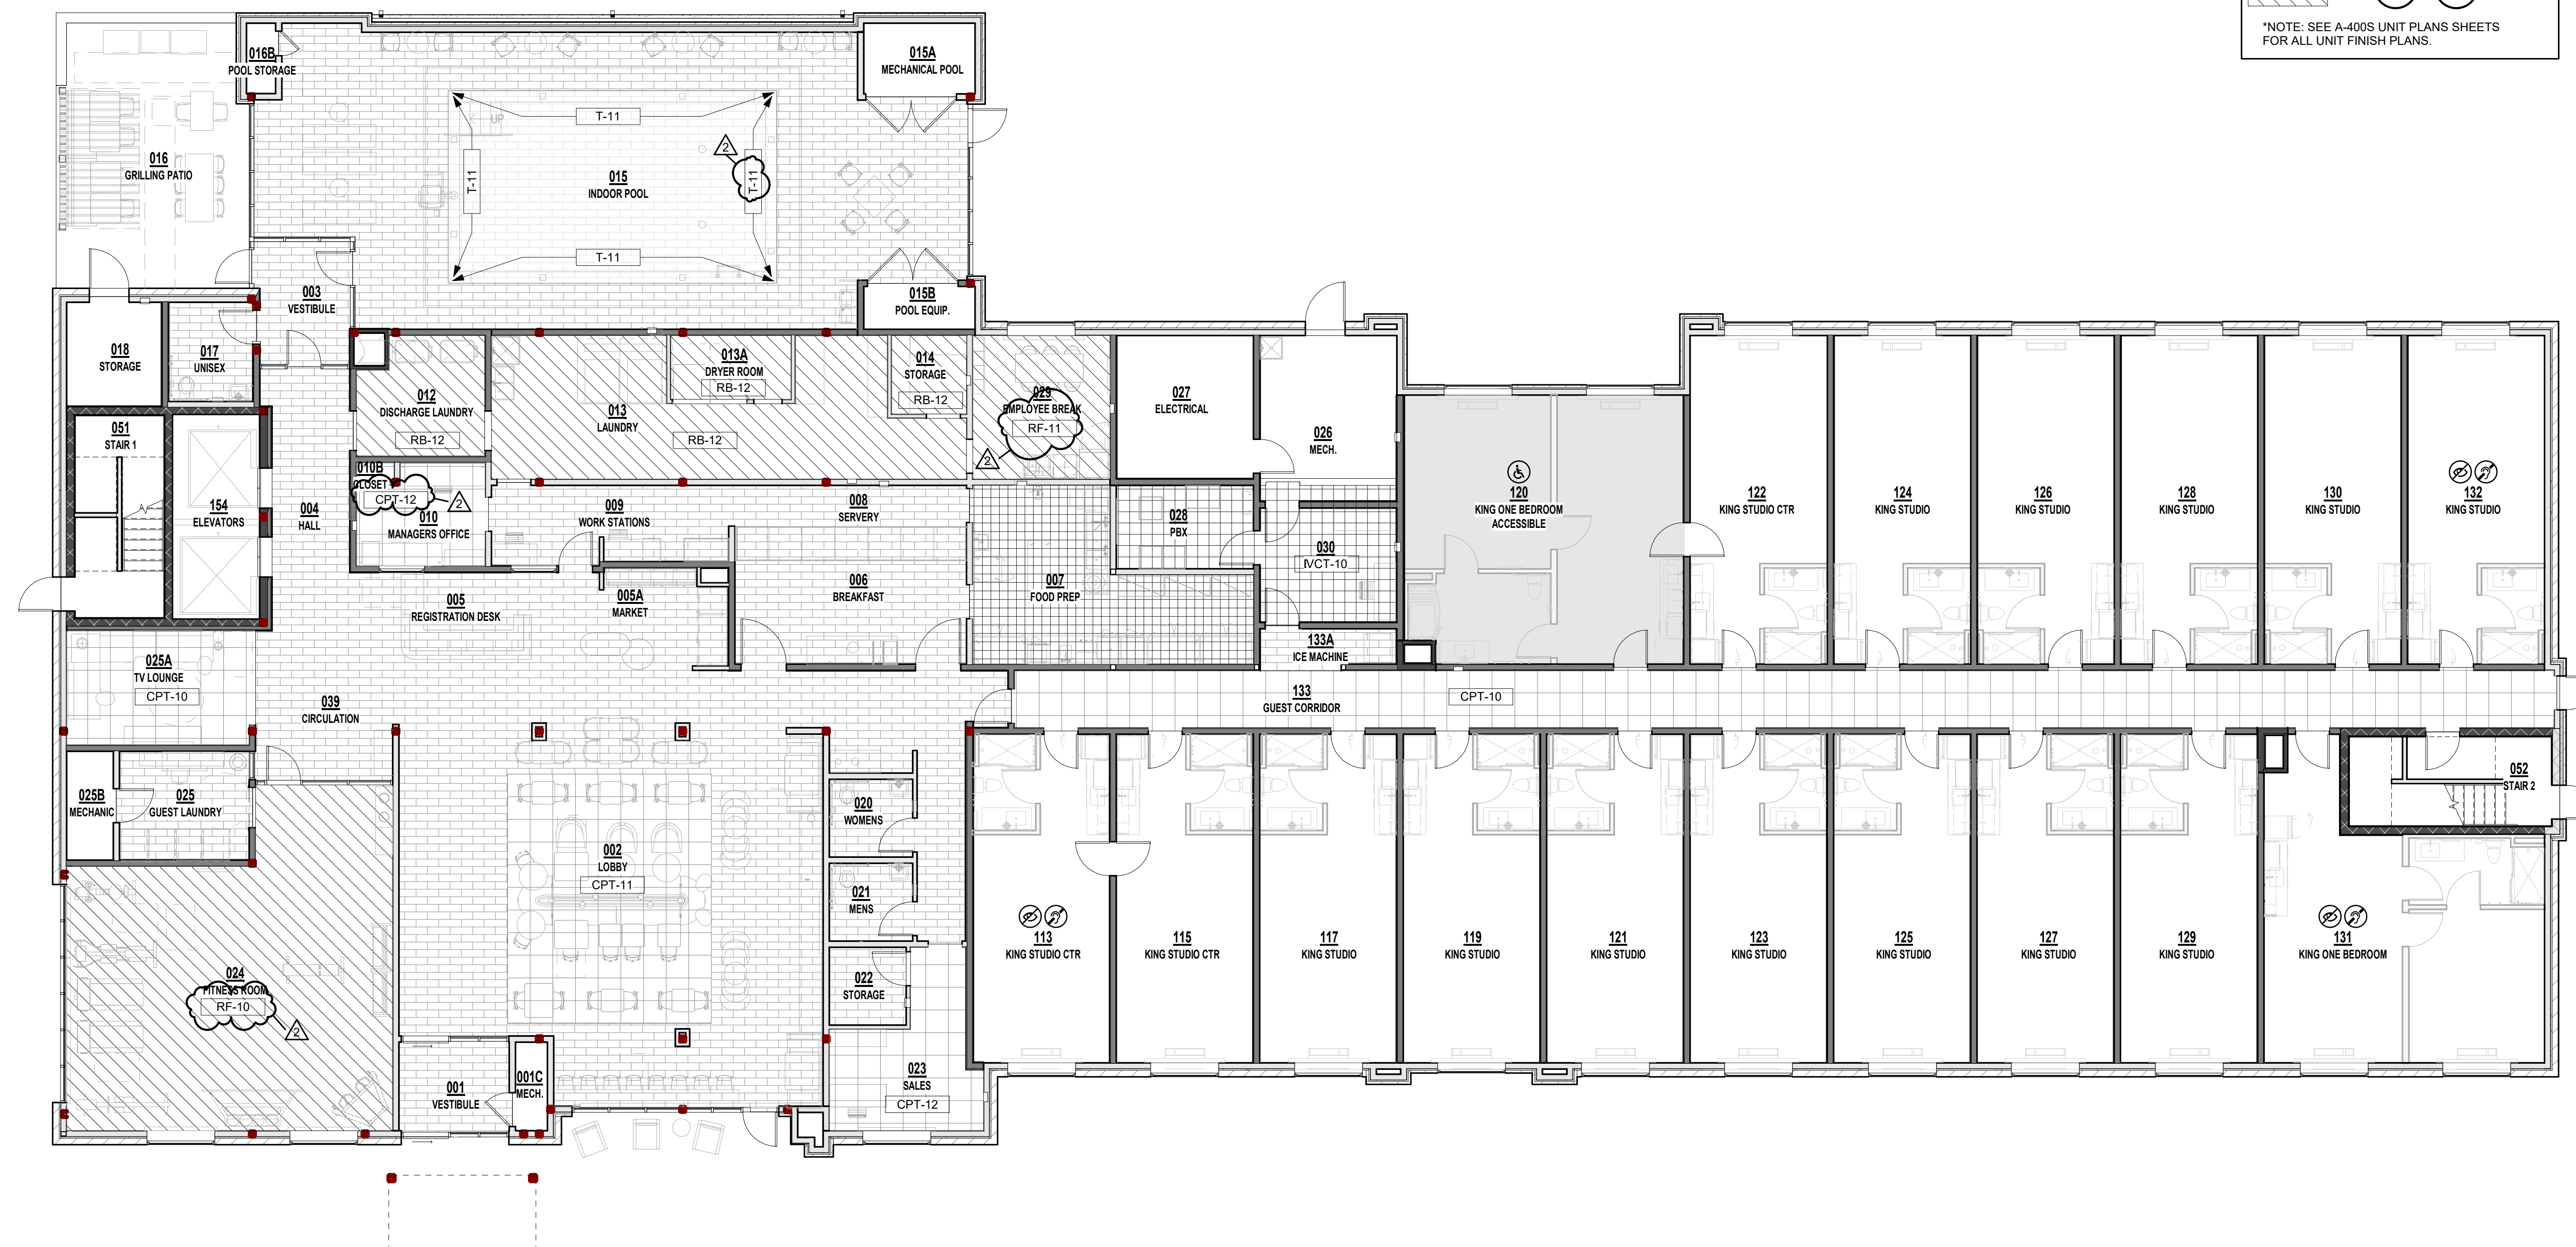 *NOTE: SEE A-400S UNIT PLANS SHEETS
FOR ALL UNIT FINISH PLANS.
016B
POOL STORAGE
015A
MECHANICAL POOL
T-11
UP
2
T-11
T-11
016
GRILLING PATIO
015
INDOOR POOL
T-11
003
VESTIBULE
015B
POOL EQUIP.
018
STORAGE
017
UNISEX
012
DISCHARGE LAUNDRY
RB-12
013
LAUNDRY
RB-12
013A
DRYER ROOM
RB-12
014
STORAGE
RB-12
029
EMPLOYEE BREAK
RF-11
2
027
ELECTRICAL
026
MECH.
051
STAIR 1
154
ELEVATORS
004
HALL
010B
CLOSET
CPT-12
2
010
MANAGERS OFFICE
009
WORK STATIONS
008
SERVERY
028
PBX
030
IVCT-10
120
KING ONE BEDROOM
ACCESSIBLE
122
KING STUDIO CTR
124
KING STUDIO
126
KING STUDIO
128
KING STUDIO
130
KING STUDIO
132
KING STUDIO
005
REGISTRATION DESK
005A
MARKET
006
BREAKFAST
007
FOOD PREP
133A
ICE MACHINE
025A
TV LOUNGE
CPT-10
039
CIRCULATION
133
GUEST CORRIDOR
CPT-10
025B
MECHANIC
025
GUEST LAUNDRY
020
WOMENS
052
STAIR 2
002
LOBBY
CPT-11
021
MENS
113
KING STUDIO CTR
115
KING STUDIO CTR
117
KING STUDIO
119
KING STUDIO
121
KING STUDIO
123
KING STUDIO
125
KING STUDIO
127
KING STUDIO
129
KING STUDIO
131
KING ONE BEDROOM
024
FITNESS ROOM
RF-10
2
022
STORAGE
001
VESTIBULE
001C
MECH.
023
SALES
CPT-12